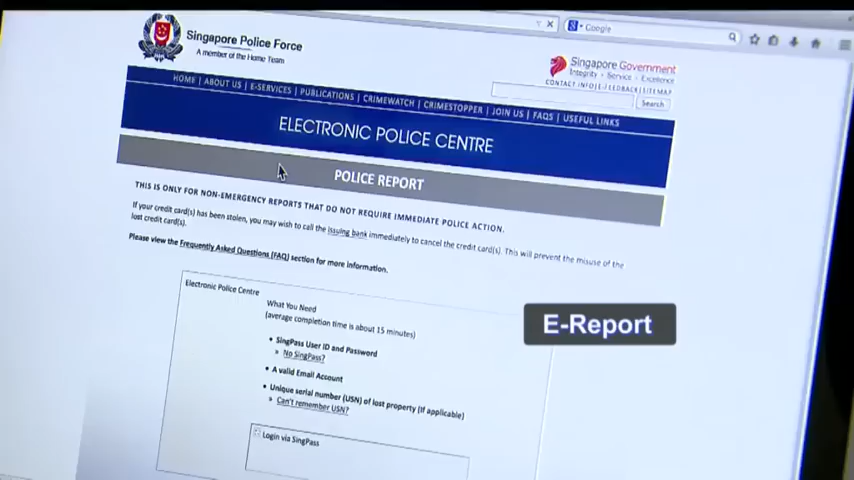 Google
Singapore Police Force
A member of the Home Team
Singapore Government
Integrity · Service · Excellence
CONTACT INFO | E-FEEDBACK | SITEMAP
Search
HOME | ABOUT US | E-SERVICES | PUBLICATIONS | CRIMEWATCH | CRIMESTOPPER | JOIN US | FAQS | USEFUL LINKS
ELECTRONIC POLICE CENTRE
POLICE REPORT
THIS IS ONLY FOR NON-EMERGENCY REPORTS THAT DO NOT REQUIRE IMMEDIATE POLICE ACTION.
If your credit card(s) has been stolen, you may wish to call the issuing bank immediately to cancel the credit card(s). This will prevent the misuse of the
lost credit card(s).
Please view the Frequently Asked Questions (FAQ) section for more information.
Electronic Police Centre
What You Need
(average completion time is about 15 minutes)
• SingPass User ID and Password
» No SingPass?
• A valid Email Account
• Unique serial number (USN) of lost property (if applicable)
» Can't remember USN?
Login via SingPass
E-Report